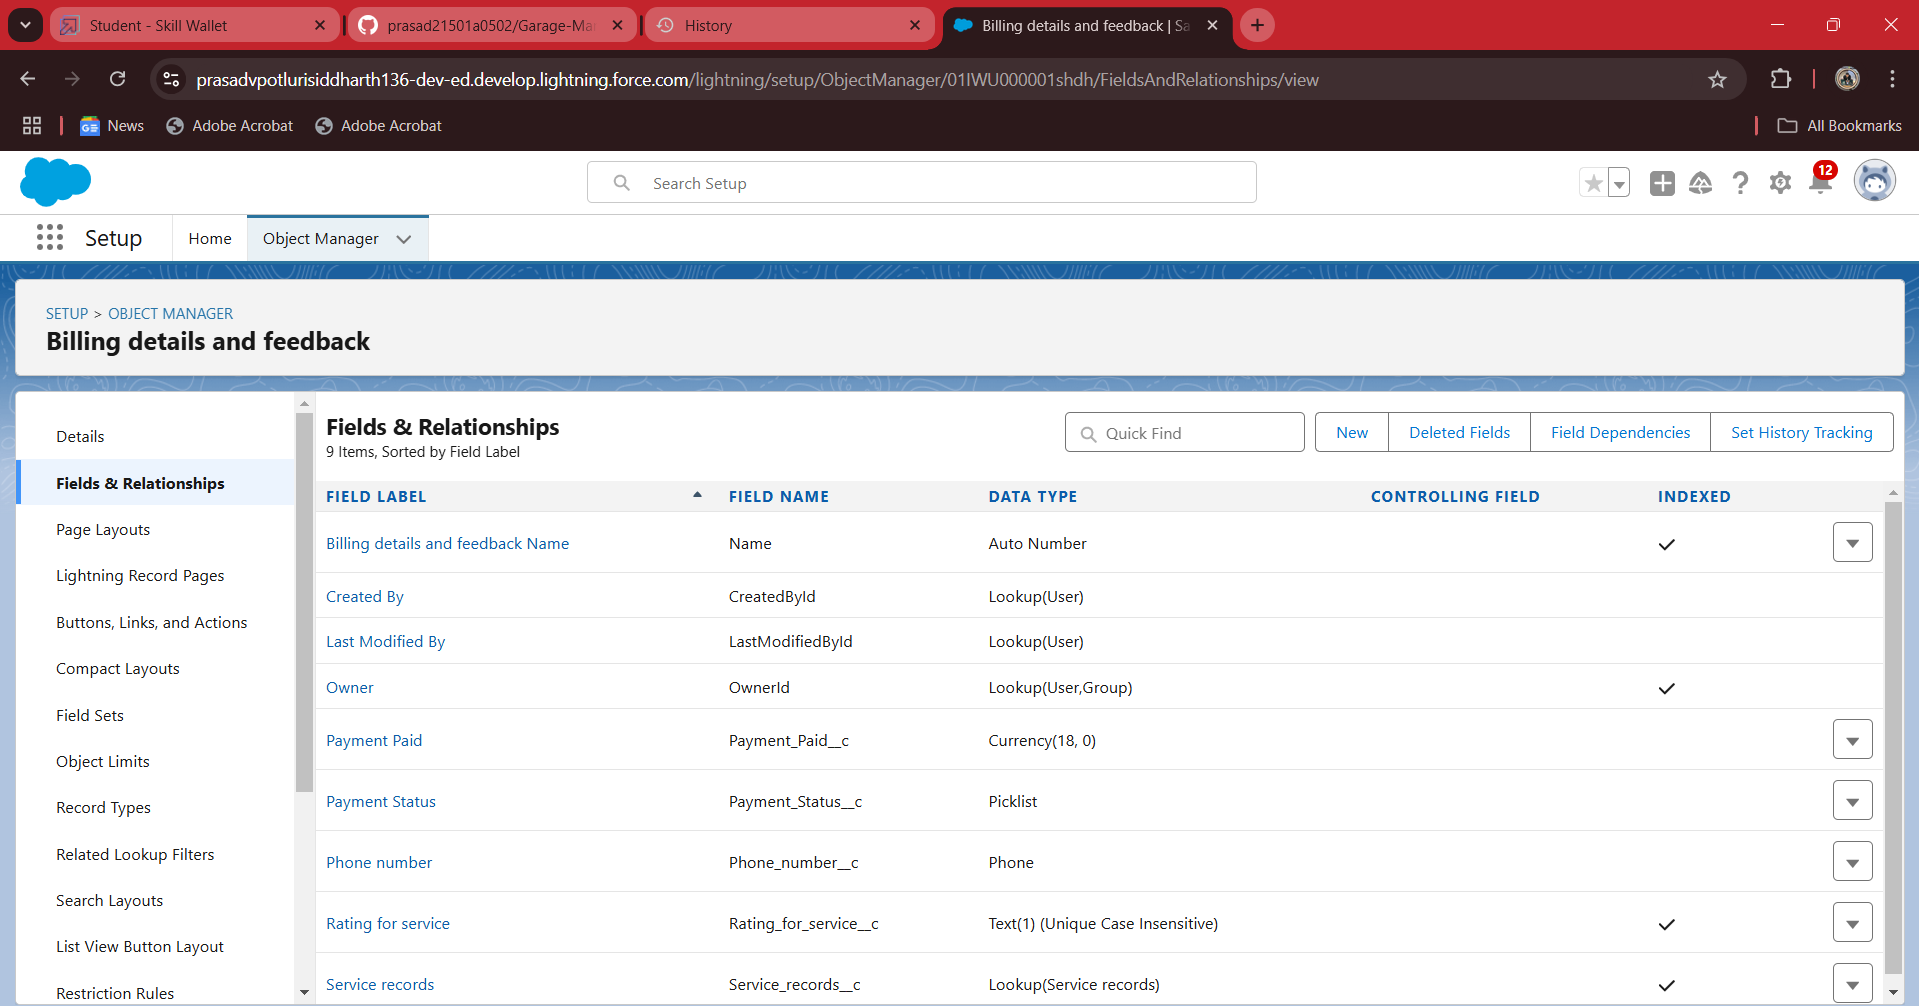 Student - Skill Wallet
prasad21501a0502/Garage-Ma
History
Billing details and feedback | Sa
prasadvpotlurisiddharth136-dev-ed.develop.lightning.force.com/lightning/setup/ObjectManager/01IWU000001shdh/FieldsAndRelationships/view
News
Adobe Acrobat
Adobe Acrobat
All Bookmarks
Search Setup
12
Setup
Home
Object Manager
SETUP > OBJECT MANAGER
Billing details and feedback
Details
Fields & Relationships
Page Layouts
Lightning Record Pages
Buttons, Links, and Actions
Compact Layouts
Field Sets
Object Limits
Record Types
Related Lookup Filters
Search Layouts
List View Button Layout
Restriction Rules
Fields & Relationships
9 Items, Sorted by Field Label
Quick Find
New
Deleted Fields
Field Dependencies
Set History Tracking
FIELD LABEL FIELD NAME DATA TYPE CONTROLLING FIELD INDEXED
Billing details and feedback Name Name Auto Number
Created By CreatedById Lookup(User)
Last Modified By LastModifiedById Lookup(User)
Owner OwnerId Lookup(User,Group)
Payment Paid Payment_Paid__c Currency(18, 0)
Payment Status Payment_Status__c Picklist
Phone number Phone_number__c Phone
Rating for service Rating_for_service__c Text(1) (Unique Case Insensitive)
Service records Service_records__c Lookup(Service records)